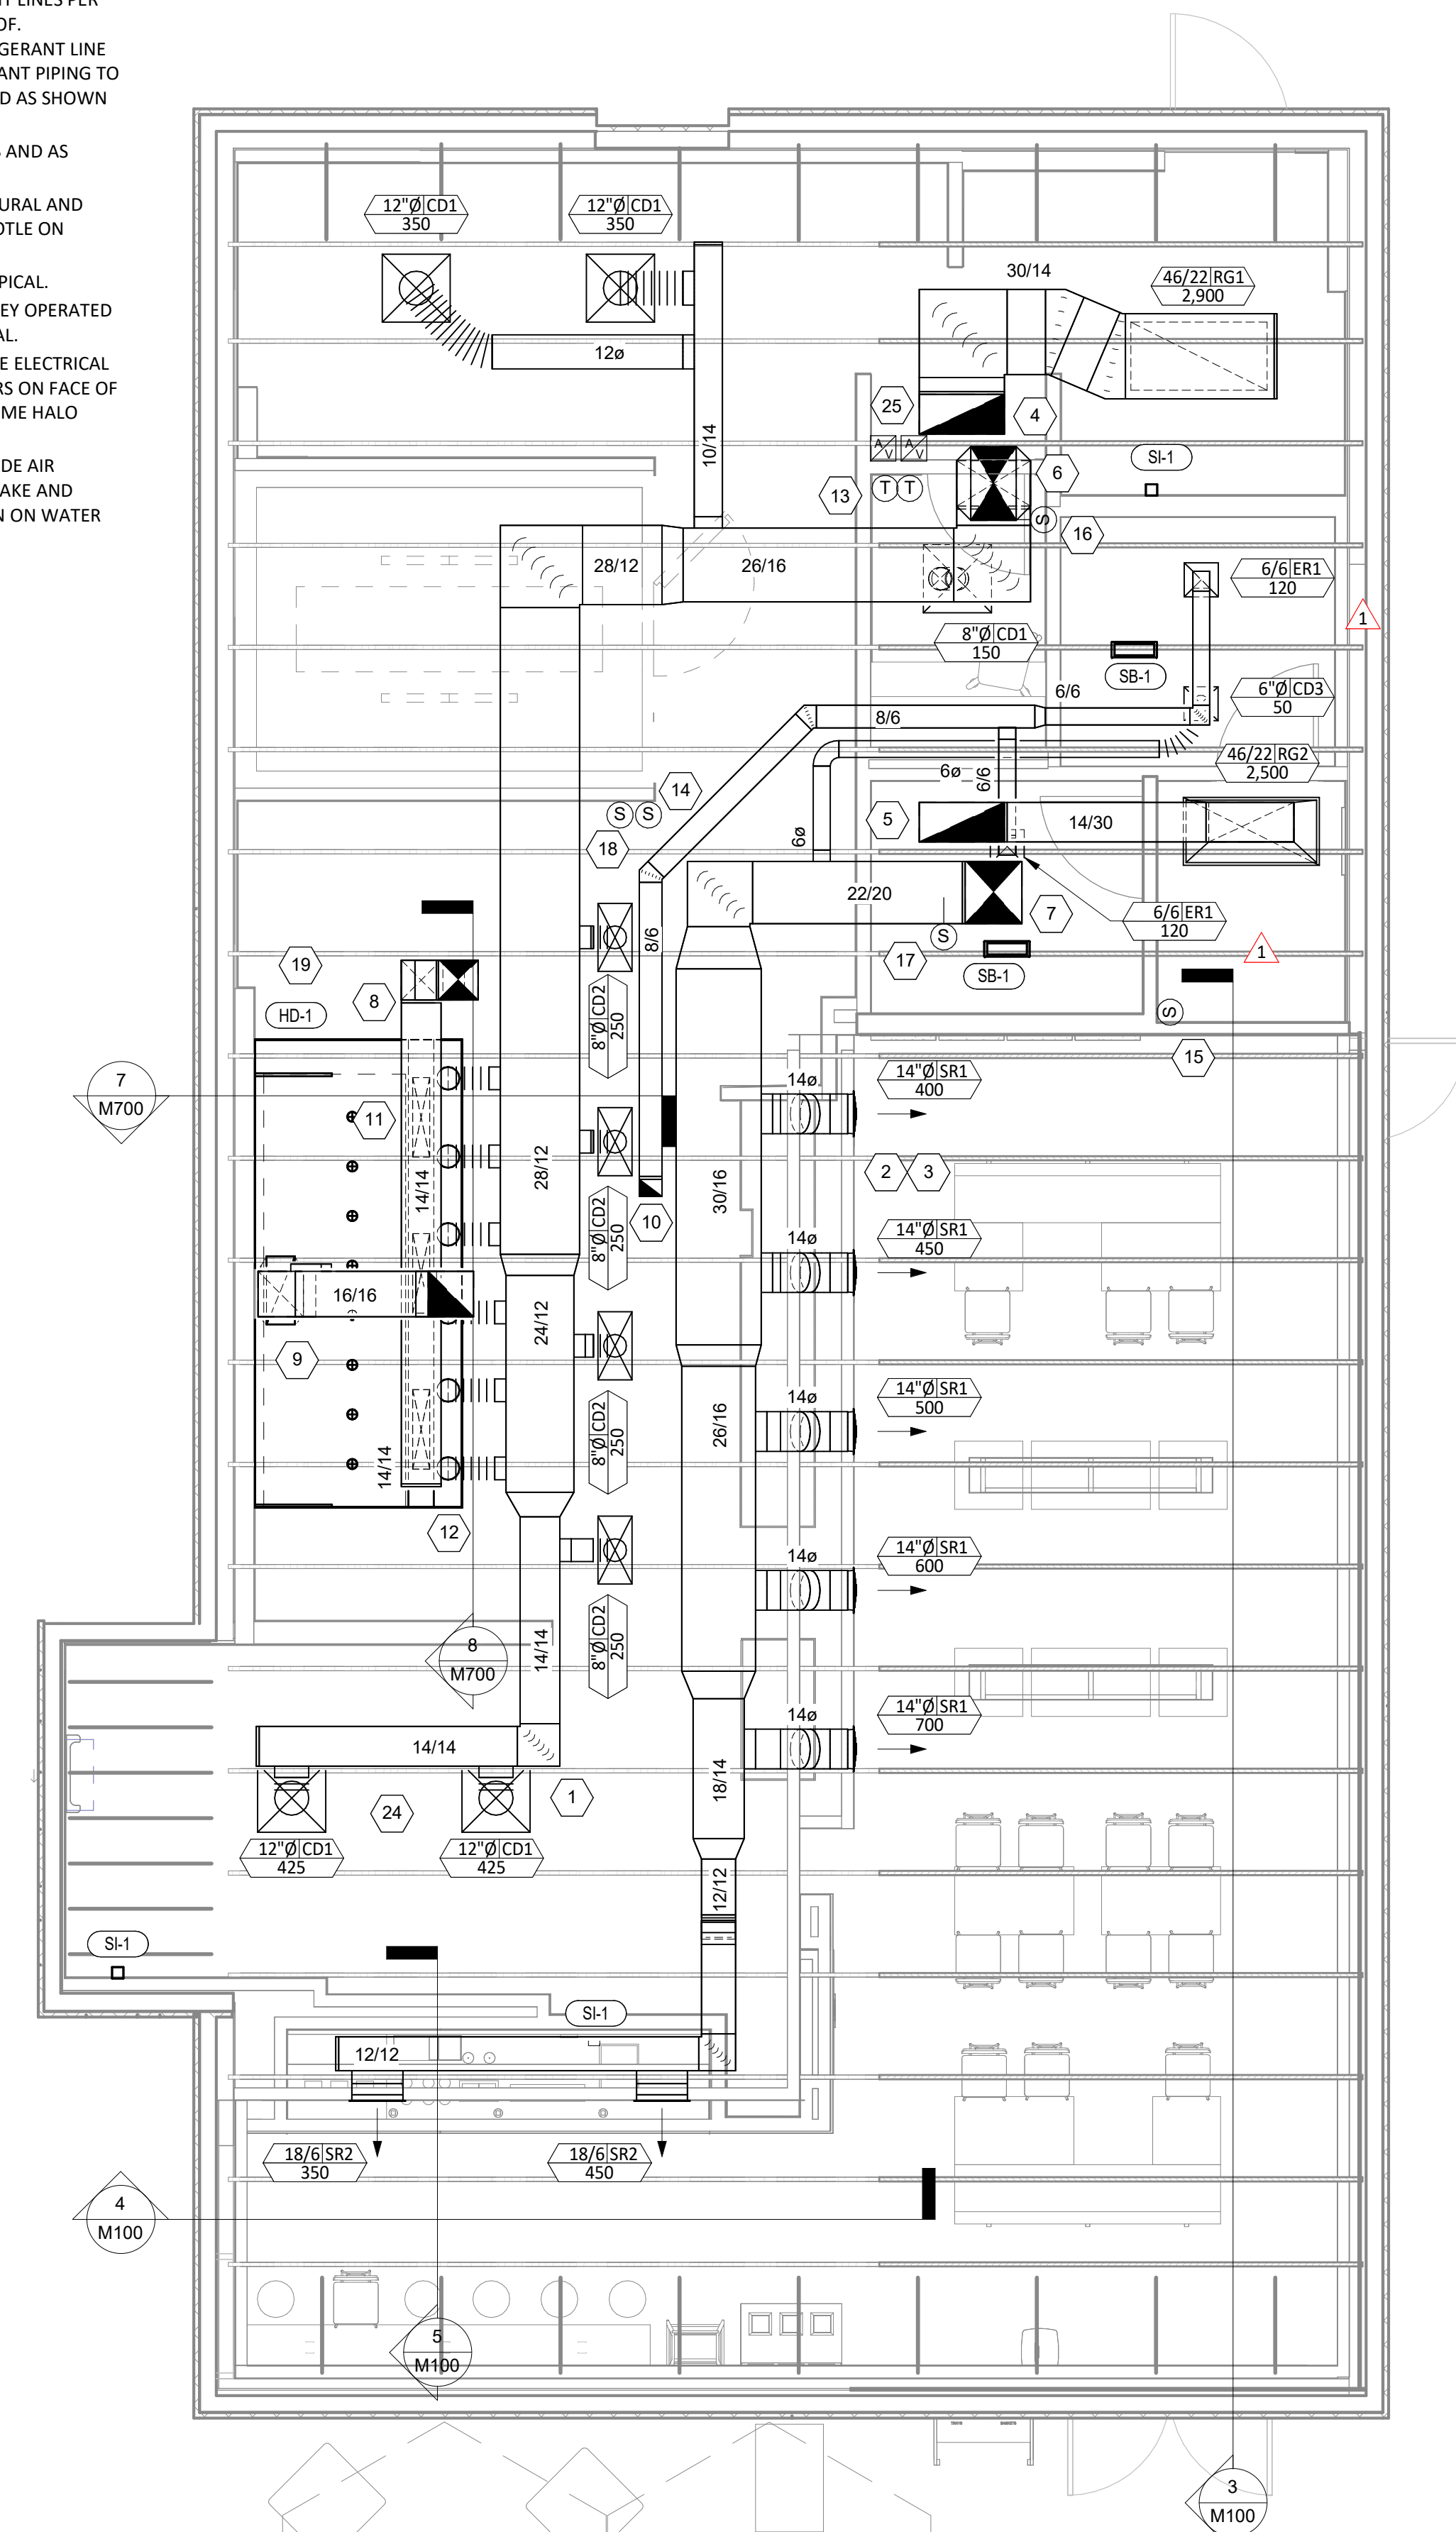 T LINES PER
OF.
GERANT LINE
ANT PIPING TO
D AS SHOWN
S AND AS
URAL AND
OTLE ON
PICAL.
EY OPERATED
AL.
E ELECTRICAL
RS ON FACE OF
ME HALO
DE AIR
AKE AND
N ON WATER
12"Ø CD1
350
12"Ø CD1
350
30/14
46/22 RG1
2,900
12ø
10/14
25
4
A/V
A/V
SI-1
6
13
T
T
S
16
28/12
26/16
6/6 ER1
120
1
8"Ø CD1
150
SB-1
6/6
6"Ø CD3
50
8/6
46/22 RG2
2,500
6ø
6/6
14
S
S
5
14/30
18
6ø
22/20
7
6/6 ER1
120
8/6
S
1
17
SB-1
19
8
HD-1
S
8"Ø CD2
250
15
7
M700
14ø
14"Ø SR1
400
11
14/14
28/12
30/16
2
3
10
8"Ø CD2
250
14ø
14"Ø SR1
450
16/16
24/12
9
14ø
14"Ø SR1
500
26/16
8"Ø CD2
250
14/14
12
14ø
14"Ø SR1
600
8
M700
14/14
8"Ø CD2
250
14ø
14"Ø SR1
700
14/14
18/14
1
24
12"Ø CD1
425
12"Ø CD1
425
12/12
SI-1
SI-1
12/12
18/6 SR2
350
18/6 SR2
450
4
M100
5
M100
3
M100